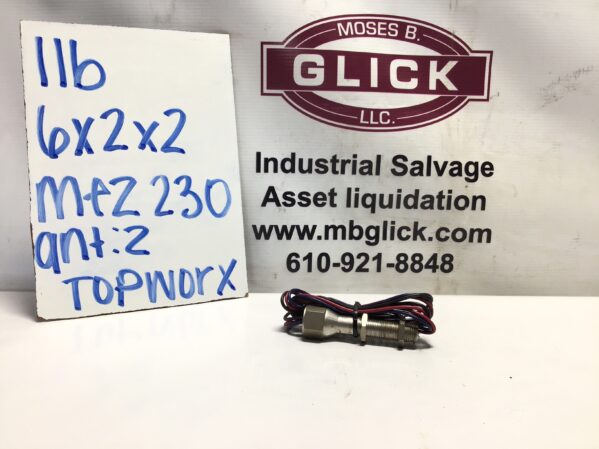 1lb
6x2x2
M-PZ 230
qnt:2
TOPWORX
MOSES B.
GLICK
LLC.
Industrial Salvage
Asset liquidation
www.mbglick.com
610-921-8848